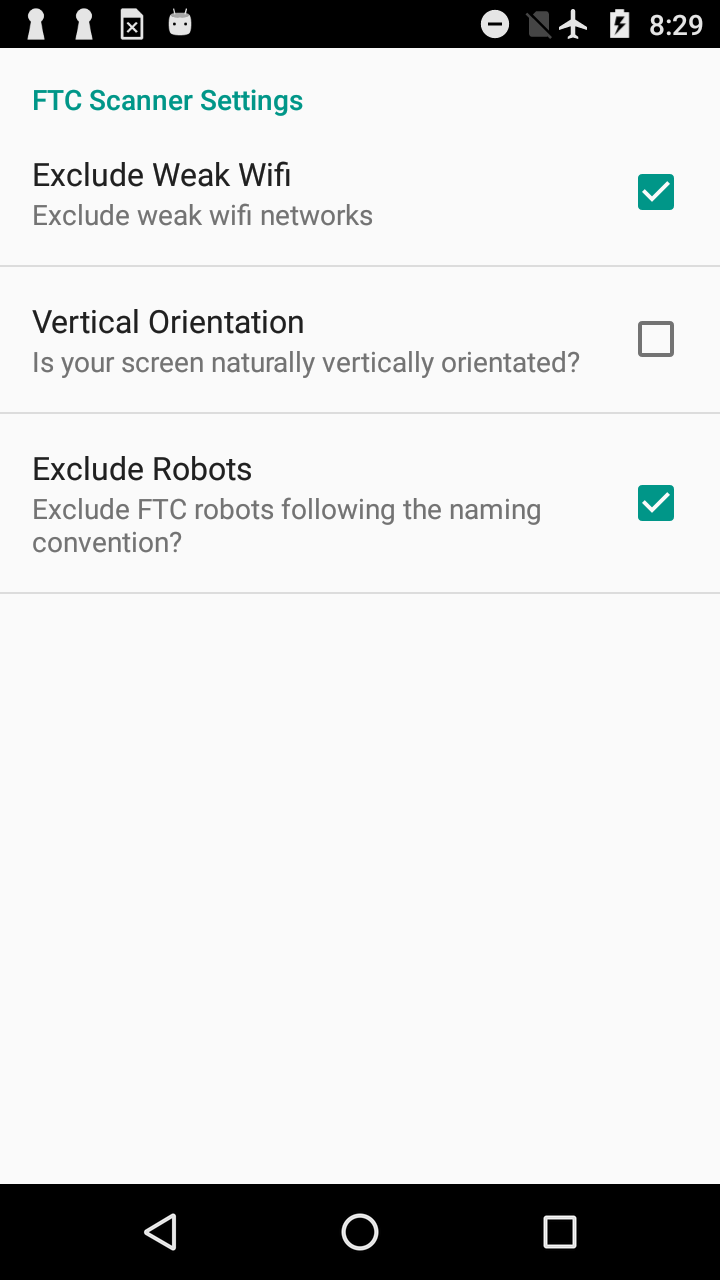 8:29
FTC Scanner Settings
Exclude Weak Wifi
Exclude weak wifi networks
Vertical Orientation
Is your screen naturally vertically orientated?
Exclude Robots
Exclude FTC robots following the naming
convention?